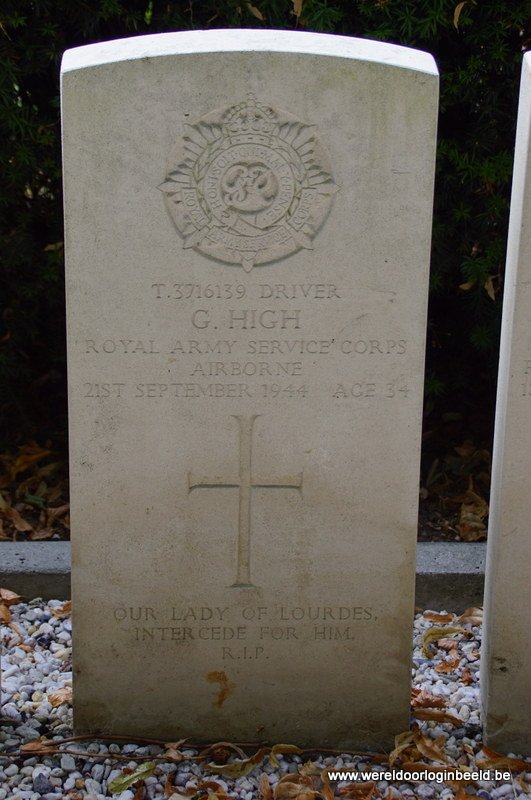 T.3716139 DRIVER
G. HIGH
ROYAL ARMY SERVICE CORPS
AIRBORNE
21ST SEPTEMBER 1944 AGE 34
OUR LADY OF LOURDES,
INTERCEDE FOR HIM.
R.I.P.
www.wereldoorloginbeeld.be